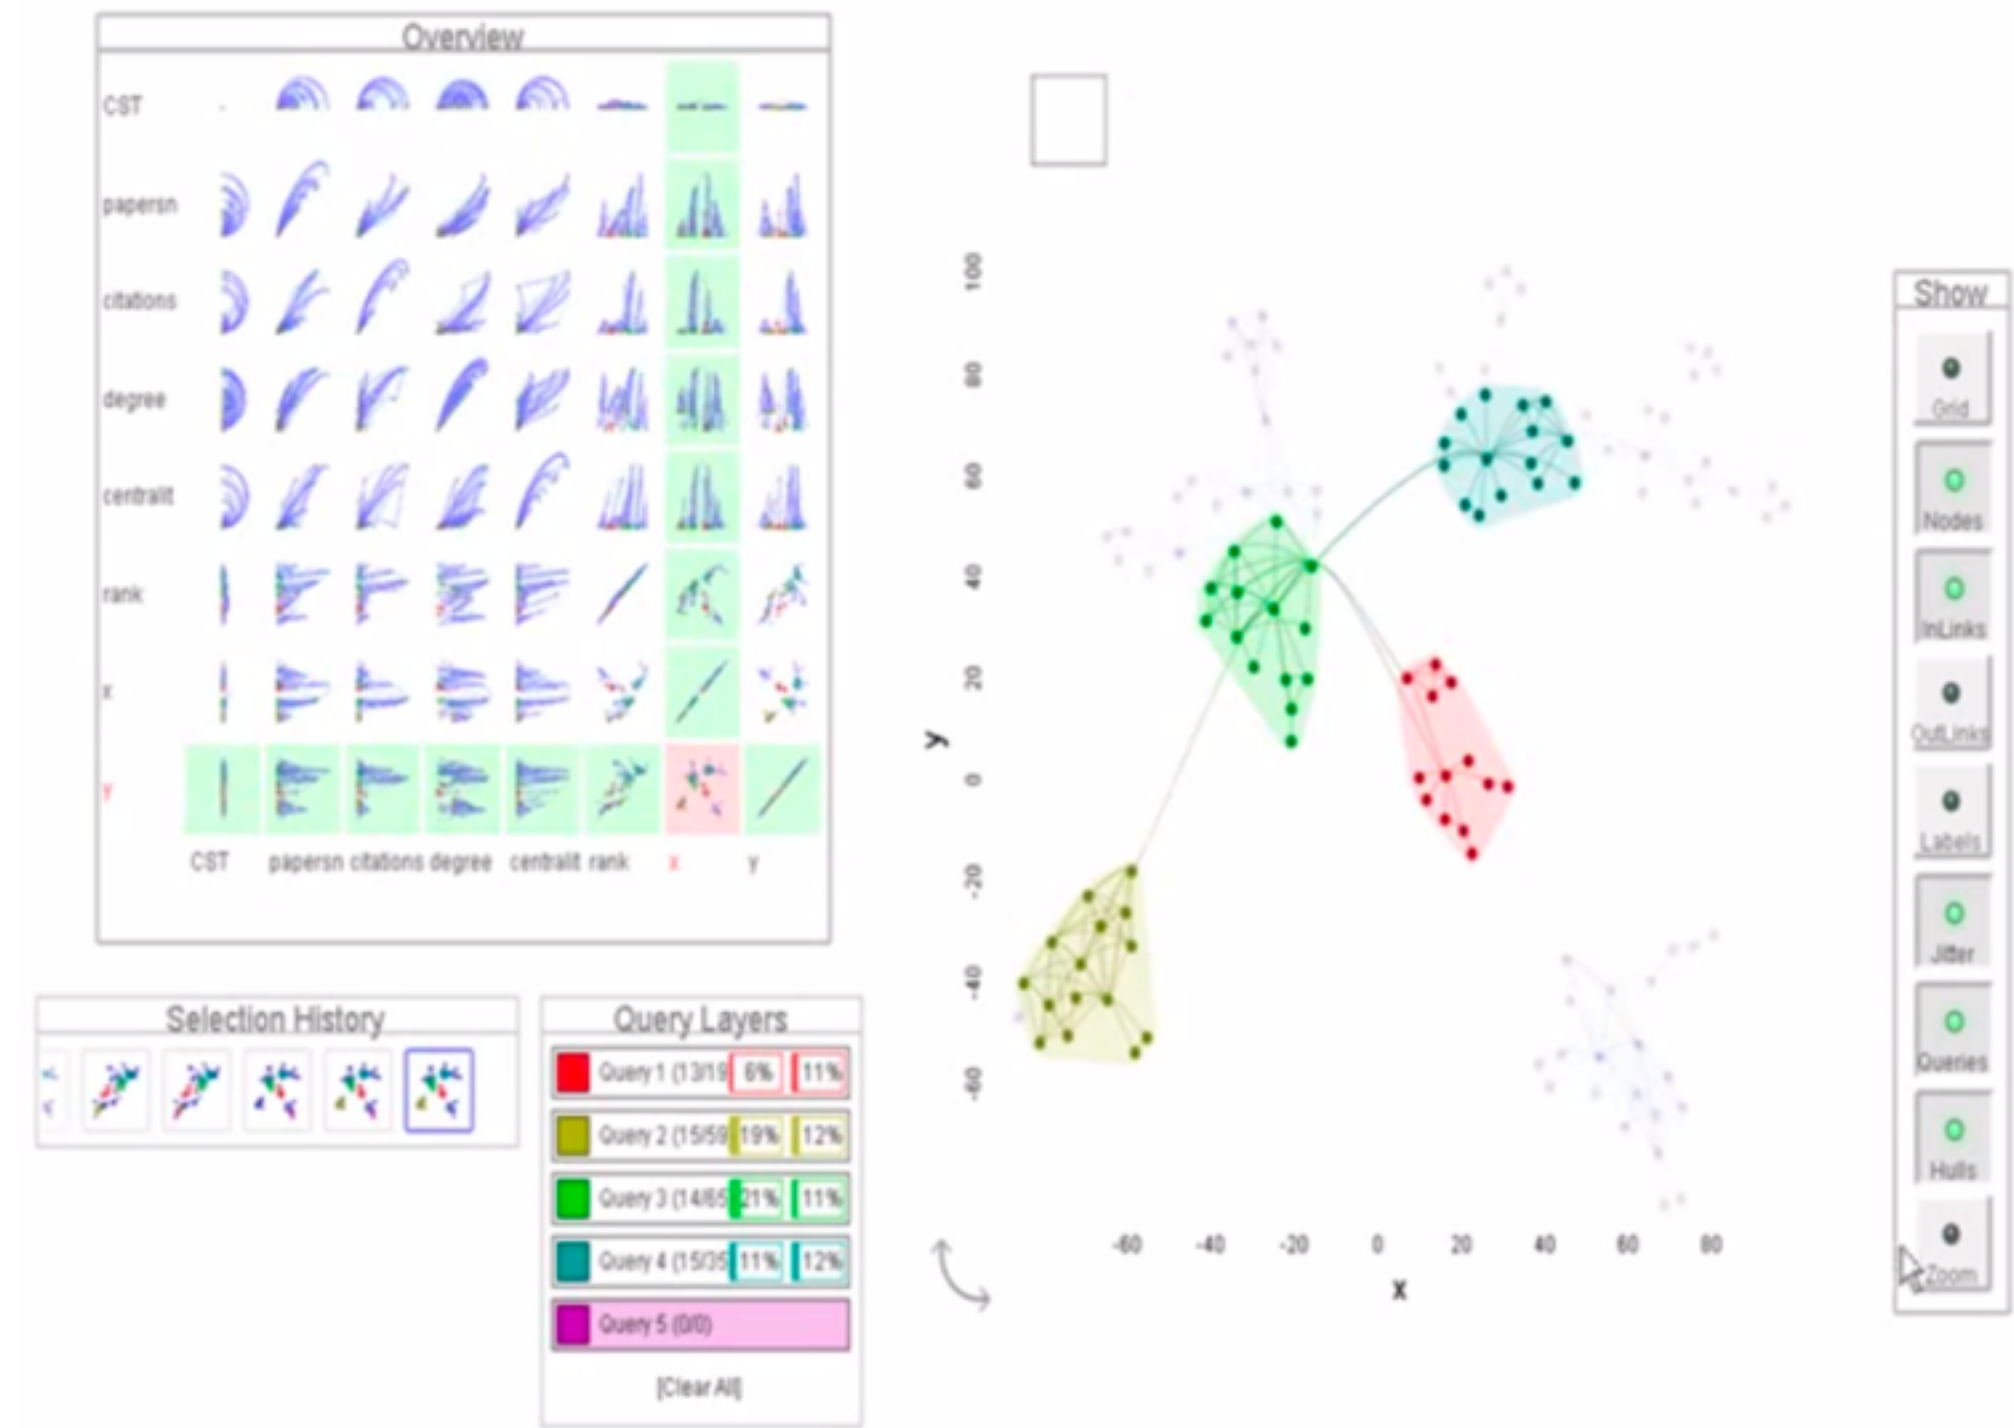 Overview
CST
papersn
citations
degree
centralit
rank
x
y
CST papersn citations degree centralit rank x y
Selection History
Query Layers
Query 1 (13/19 6% 11%
Query 2 (15/59 19% 12%
Query 3 (14/65 21% 11%
Query 4 (15/35 11% 12%
Query 5 (0/0)
[Clear All]
100
80
60
40
20
0
-20
-40
-60
y
-60 -40 -20 0 20 40 60 80
x
Show
Grid
Nodes
InLinks
OutLinks
Labels
Jitter
Queries
Hulls
Zoom